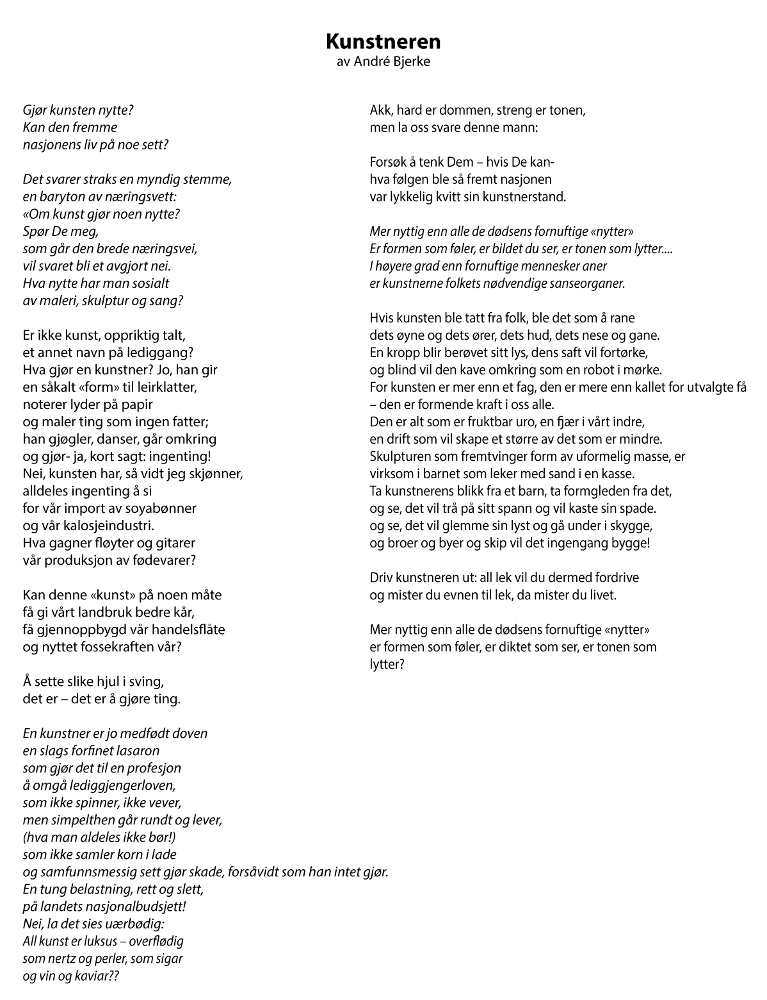 Kunstneren
av André Bjerke
Gjør kunsten nytte?
Kan den fremme
nasjonens liv på noe sett?
Det svarer straks en myndig stemme,
en baryton av næringsvett:
«Om kunst gjør noen nytte?
Spør De meg,
som går den brede næringsvei,
vil svaret bli et avgjort nei.
Hva nytte har man sosialt
av maleri, skulptur og sang?
Er ikke kunst, oppriktig talt,
et annet navn på lediggang?
Hva gjør en kunstner? Jo, han gir
en såkalt «form» til leirklatter,
noterer lyder på papir
og maler ting som ingen fatter;
han gjøgler, danser, går omkring
og gjør- ja, kort sagt: ingenting!
Nei, kunsten har, så vidt jeg skjønner,
alldeles ingenting å si
for vår import av soyabønner
og vår kalosjeindustri.
Hva gagner fløyter og gitarer
vår produksjon av fødevarer?
Kan denne «kunst» på noen måte
få gi vårt landbruk bedre kår,
få gjennoppbygd vår handelsflåte
og nyttet fossekraften vår?
Å sette slike hjul i sving,
det er – det er å gjøre ting.
En kunstner er jo medfødt doven
en slags forfinet lasaron
som gjør det til en profesjon
å omgå lediggjengerloven,
som ikke spinner, ikke vever,
men simpelthen går rundt og lever,
(hva man aldeles ikke bør!)
som ikke samler korn i lade
og samfunnsmessig sett gjør skade, forsåvidt som han intet gjør.
En tung belastning, rett og slett,
på landets nasjonalbudsjett!
Nei, la det sies uærbødig:
All kunst er luksus – overflødig
som nertz og perler, som sigar
og vin og kaviar??
Akk, hard er dommen, streng er tonen,
men la oss svare denne mann:
Forsøk å tenk Dem – hvis De kan-
hva følgen ble så fremt nasjonen
var lykkelig kvitt sin kunstnerstand.
Mer nyttig enn alle de dødsens fornuftige «nytter»
Er formen som føler, er bildet du ser, er tonen som lytter....
I høyere grad enn fornuftige mennesker aner
er kunstnerne folkets nødvendige sanseorganer.
Hvis kunsten ble tatt fra folk, ble det som å rane
dets øyne og dets ører, dets hud, dets nese og gane.
En kropp blir berøvet sitt lys, dens saft vil fortørke,
og blind vil den kave omkring som en robot i mørke.
For kunsten er mer enn et fag, den er mere enn kallet for utvalgte få
– den er formende kraft i oss alle.
Den er alt som er fruktbar uro, en fjær i vårt indre,
en drift som vil skape et større av det som er mindre.
Skulpturen som fremtvinger form av uformelig masse, er
virksom i barnet som leker med sand i en kasse.
Ta kunstnerens blikk fra et barn, ta formgleden fra det,
og se, det vil trå på sitt spann og vil kaste sin spade.
og se, det vil glemme sin lyst og gå under i skygge,
og broer og byer og skip vil det ingengang bygge!
Driv kunstneren ut: all lek vil du dermed fordrive
og mister du evnen til lek, da mister du livet.
Mer nyttig enn alle de dødsens fornuftige «nytter»
er formen som føler, er diktet som ser, er tonen som
lytter?